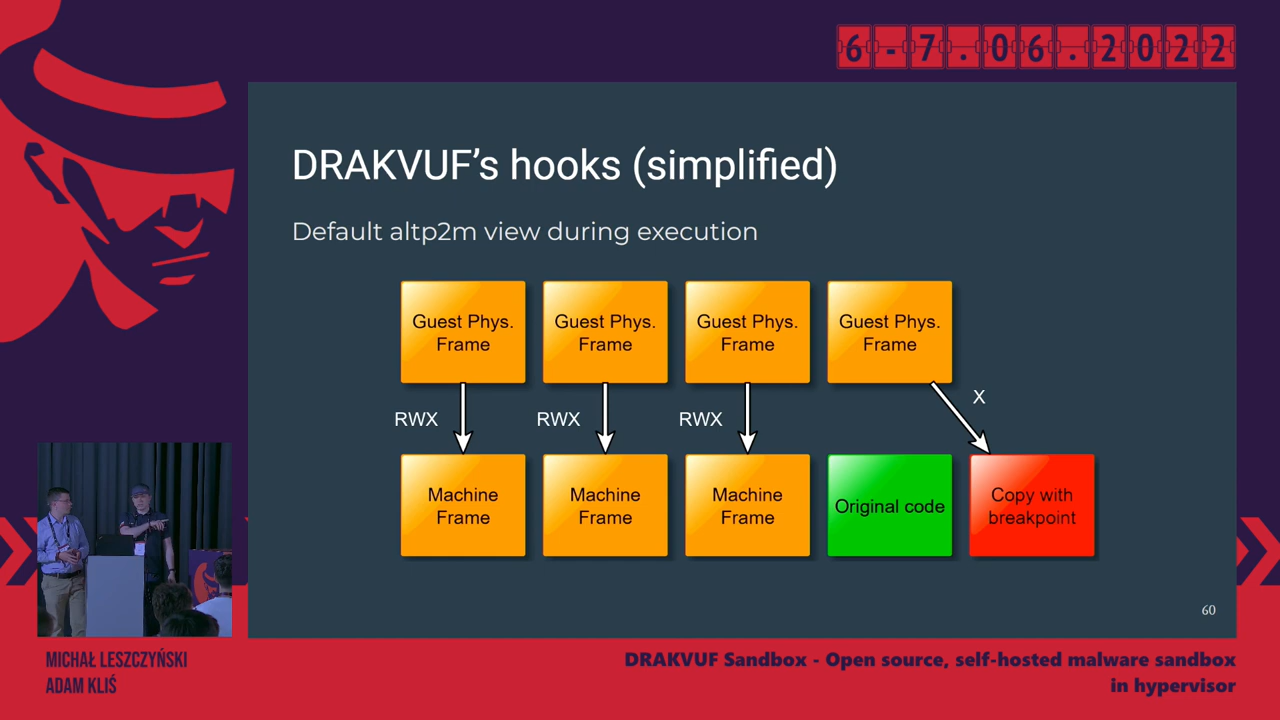 6-7.06.2022
DRAKVUF’s hooks (simplified)
Default altp2m view during execution
Guest Phys.
Frame
Guest Phys.
Frame
Guest Phys.
Frame
Guest Phys.
Frame
RWX
RWX
RWX
X
Machine
Frame
Machine
Frame
Machine
Frame
Original code
Copy with
breakpoint
60
MICHAŁ LESZCZYŃSKI
ADAM KLIŚ
DRAKVUF Sandbox - Open source, self-hosted malware sandbox
in hypervisor